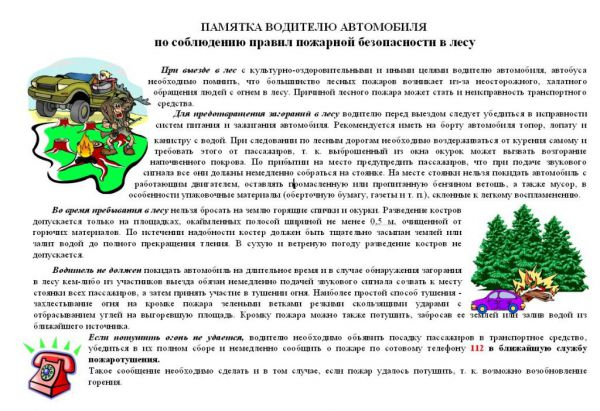 ПАМЯТКА ВОДИТЕЛЮ АВТОМОБИЛЯ
по соблюдению правил пожарной безопасности в лесу
При выезде в лес с культурно-оздоровительными и иными целями водителю автомобиля, автобуса
необходимо помнить, что большинство лесных пожаров возникает из-за неосторожного, халатного
обращения людей с огнем в лесу. Причиной лесного пожара может стать и неисправность транспортного
средства.
Для предотвращения загораний в лесу водителю перед выездом следует убедиться в исправности
систем питания и зажигания автомобиля. Рекомендуется иметь на борту автомобиля топор, лопату и
канистру с водой. При следовании по лесным дорогам необходимо воздерживаться от курения самому и
требовать этого от пассажиров, т. к. выброшенный из окна окурок может вызвать возгорание
напочвенного покрова. По прибытии на место предупредить пассажиров, что при подаче звукового
сигнала все они должны немедленно собраться на стоянке. На месте стоянки нельзя покидать автомобиль с
работающим двигателем, оставлять промасленную или пропитанную бензином ветошь, а также мусор, в
особенности упаковочные материалы (оберточную бумагу, газеты и т. п.), склонные к легкому воспламенению.
Во время пребывания в лесу нельзя бросать на землю горящие спички и окурки. Разведение костров
допускается только на площадках, окаймленных полосой шириной не менее 0,5 м, очищенной от
горючих материалов. По истечении надобности костер должен быть тщательно засыпан землей или
залит водой до полного прекращения тления. В сухую и ветреную погоду разведение костров не
допускается.
Водитель не должен покидать автомобиль на длительное время и в случае обнаружения загорания
в лесу кем-либо из участников выезда обязан немедленно подачей звукового сигнала созвать к месту
стоянки всех пассажиров, а затем принять участие в тушении огня. Наиболее простой способ тушения -
захлестывание огня на кромке пожара зелеными ветками резкими скользящими ударами с
отбрасыванием углей на выгоревшую площадь. Кромку пожара можно также потушить, забросав ее землей или залив водой из
ближайшего источника.
Если потушить огонь не удается, водителю необходимо объявить посадку пассажиров в транспортное средство,
убедиться в их полном сборе и немедленно сообщить о пожаре по сотовому телефону 112 в ближайшую службу
пожаротушения.
Такое сообщение необходимо сделать и в том случае, если пожар удалось потушить, т. к. возможно возобновление
горения.